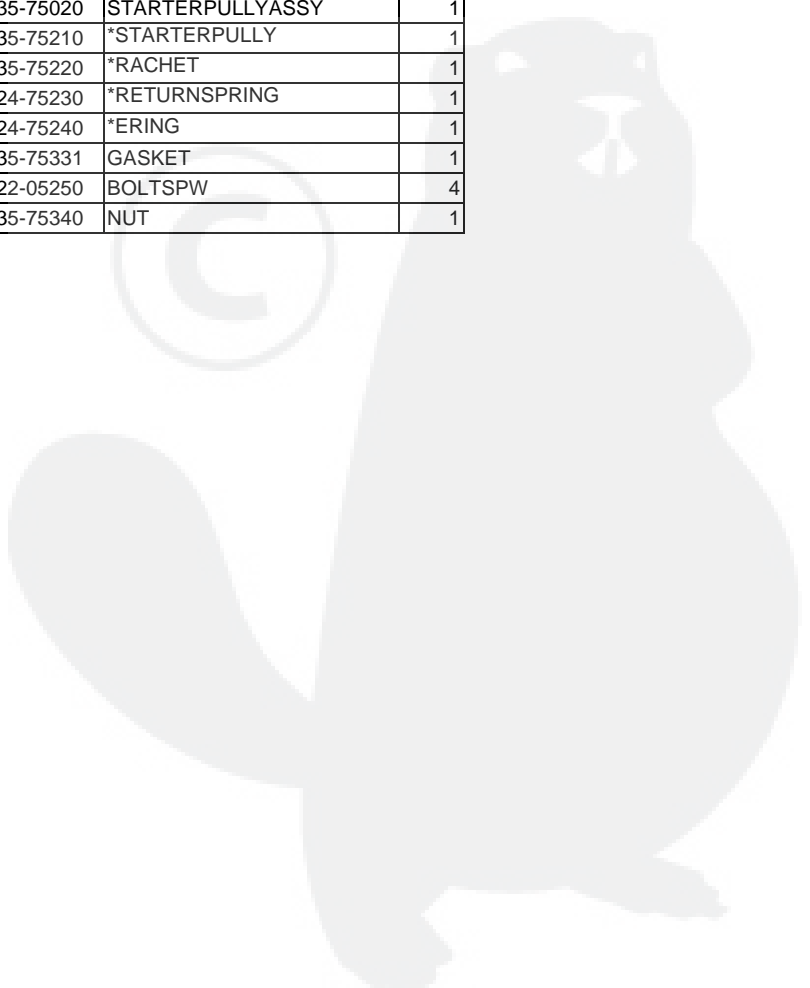 35-75020 STARTERPULLYASSY 1
35-75210 *STARTERPULLY 1
35-75220 *RACHET 1
24-75230 *RETURNSPRING 1
24-75240 *ERING 1
35-75331 GASKET 1
22-05250 BOLTSPW 4
35-75340 NUT 1
©